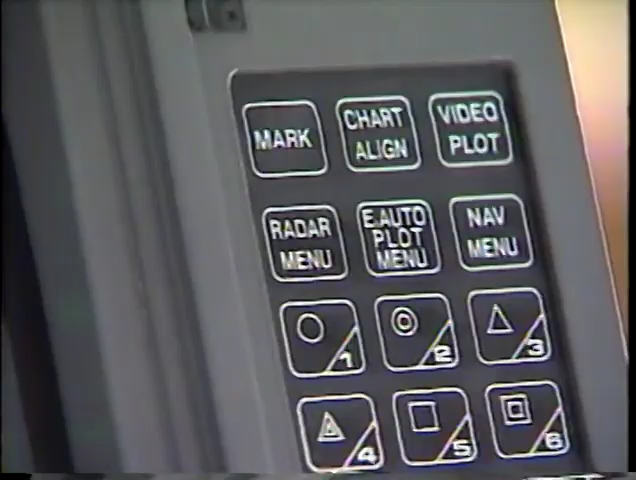 MARK
CHART
ALIGN
VIDEO
PLOT
RADAR
MENU
E.AUTO
PLOT
MENU
NAV
MENU
1
2
3
4
5
6